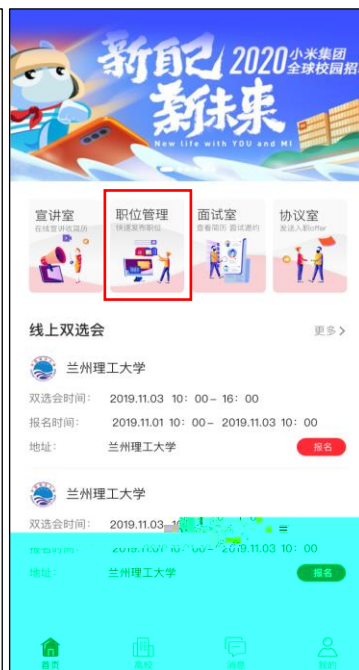 新自己 2020 小米集团
全球校园招
新未来
New life with YOU and MI
宣讲室 职位管理 面试室 协议室
在线宣讲收简历 快速发布职位 查看简历 面试邀约 发送入职offer
线上双选会 更多
兰州理工大学
双选会时间: 2019.11.03 10: 00- 16: 00
报名时间: 2019.11.01 10: 00- 2019.11.03 10: 00
地址: 兰州理工大学 报名
兰州理工大学
双选会时间: 2019.11.03
报名时间: 2019.11.01 10: 00- 2019.11.03 10: 00
地址: 兰州理工大学 报名
首页 高校 消息 我的